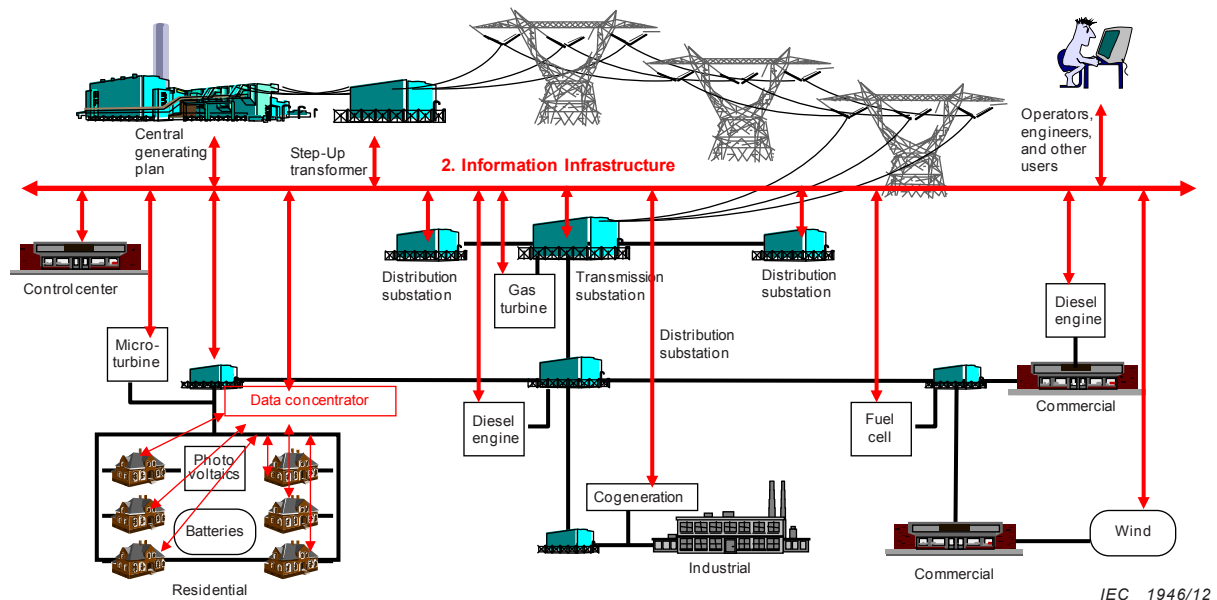 Central
generating
plan
Step-Up
transformer
2. Information Infrastructure
Operators,
engineers,
and other
users
Control center
Distribution
substation
Gas
turbine
Transmission
substation
Distribution
substation
Diesel
engine
Micro-
turbine
Distribution
substation
Data concentrator
Diesel
engine
Fuel
cell
Commercial
Photo
voltaics
Batteries
Cogeneration
Wind
Residential
Industrial
Commercial
IEC 1946/12